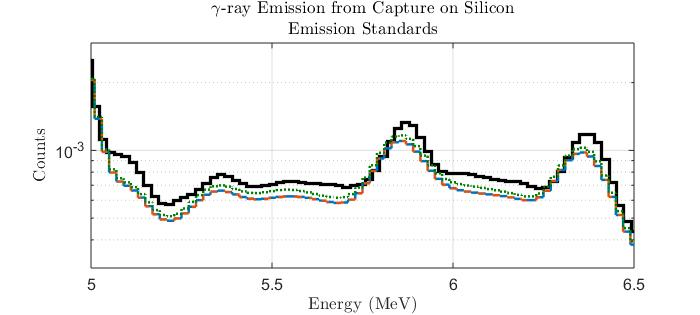 γ-ray Emission from Capture on Silicon
Emission Standards
Counts
10⁻³
5
5.5
6
6.5
Energy (MeV)